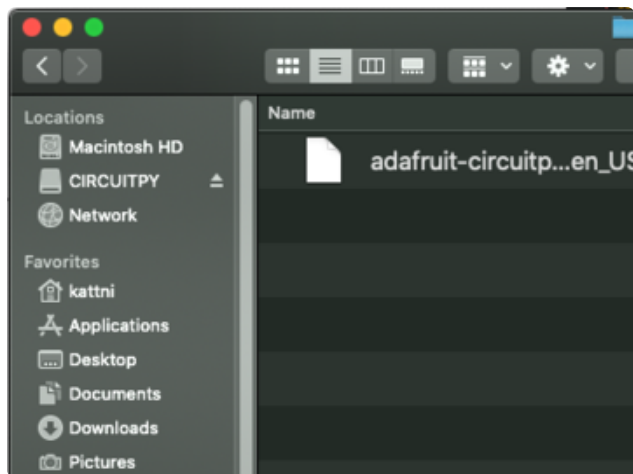 Locations
Macintosh HD
CIRCUITPY
Network
Favorites
kattni
Applications
Desktop
Documents
Downloads
Pictures
Name
adafruit-circuitp...en_US